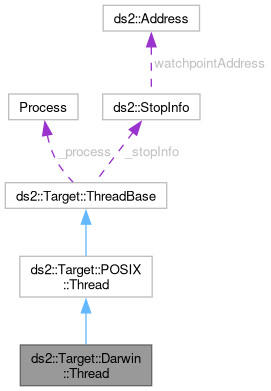 ds2::Address
watchpointAddress
Process
ds2::StopInfo
_process
_stopInfo
ds2::Target::ThreadBase
ds2::Target::POSIX
::Thread
ds2::Target::Darwin
::Thread